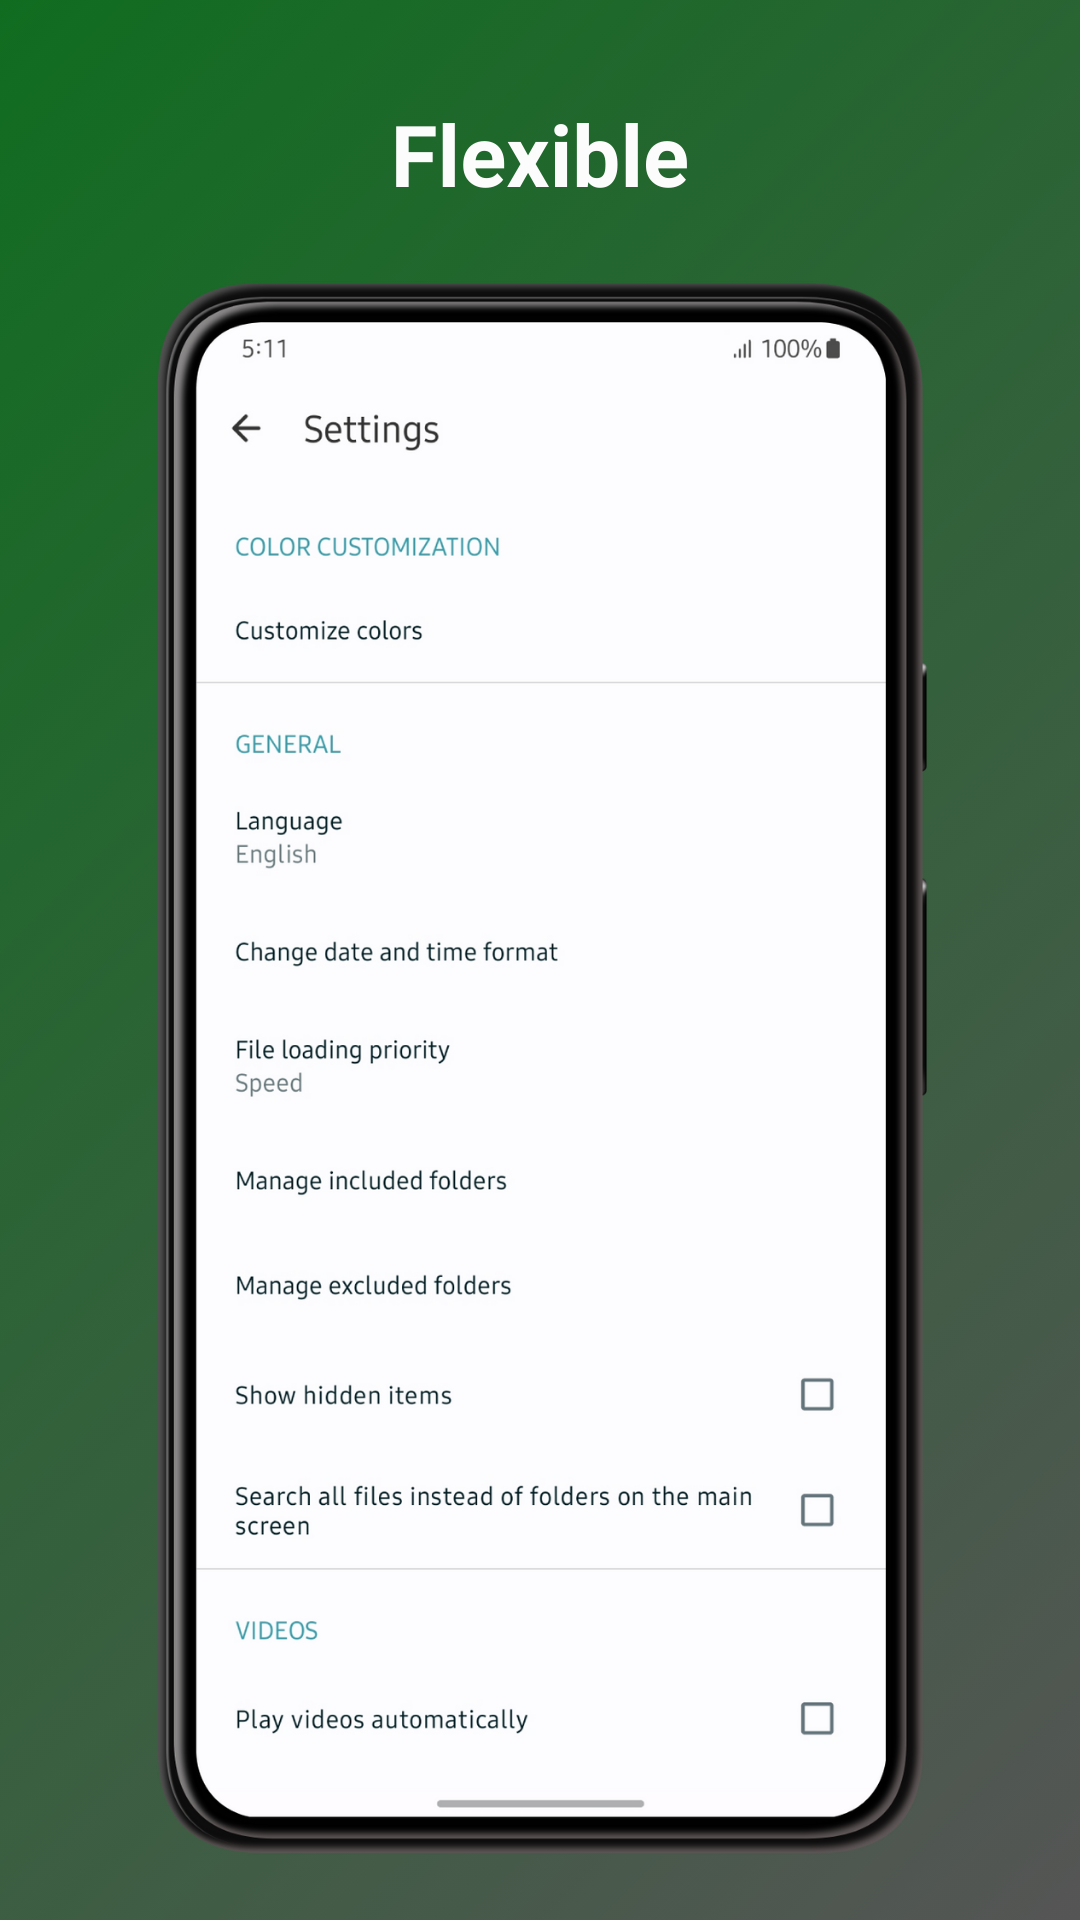 Flexible
5:11 100%
Settings
COLOR CUSTOMIZATION
Customize colors
GENERAL
Language
English
Change date and time format
File loading priority
Speed
Manage included folders
Manage excluded folders
Show hidden items
Search all files instead of folders on the main
screen
VIDEOS
Play videos automatically